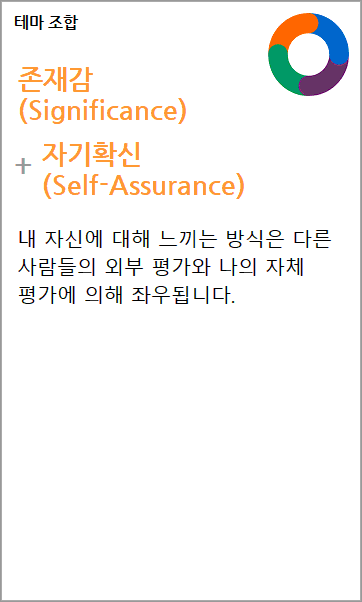 테마 조합
존재감
(Significance)
+ 자기확신
(Self-Assurance)
내 자신에 대해 느끼는 방식은 다른
사람들의 외부 평가와 나의 자체
평가에 의해 좌우됩니다.